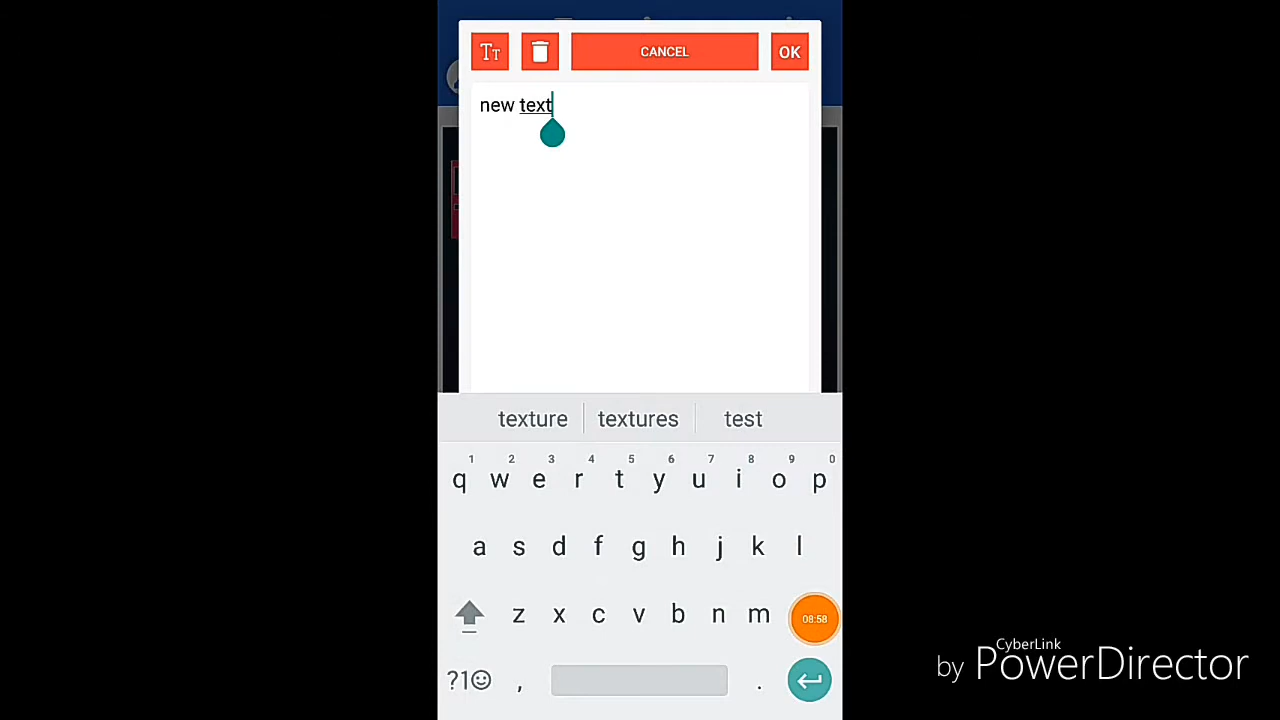 TT
CANCEL
OK
new text
texture textures test
1 2 3 4 5 6 7 8 9 0
q w e r t y u i o p
a s d f g h j k l
z x c v b n m
08:58
?1 , .
CyberLink
by PowerDirector